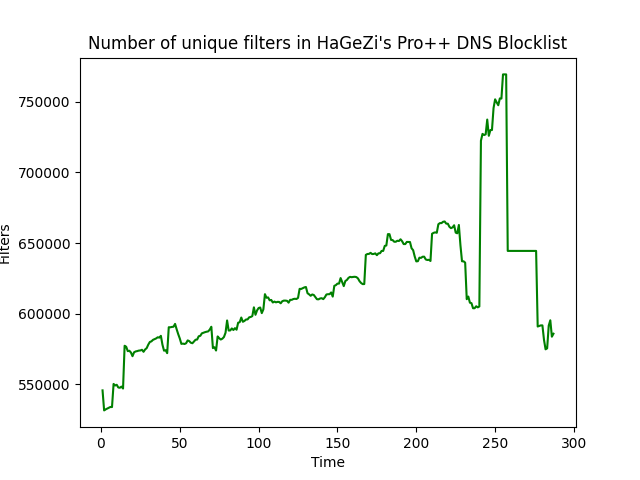 Number of unique filters in HaGeZi's Pro++ DNS Blocklist
750000
700000
650000
600000
550000
Filters
0 50 100 150 200 250 300
Time